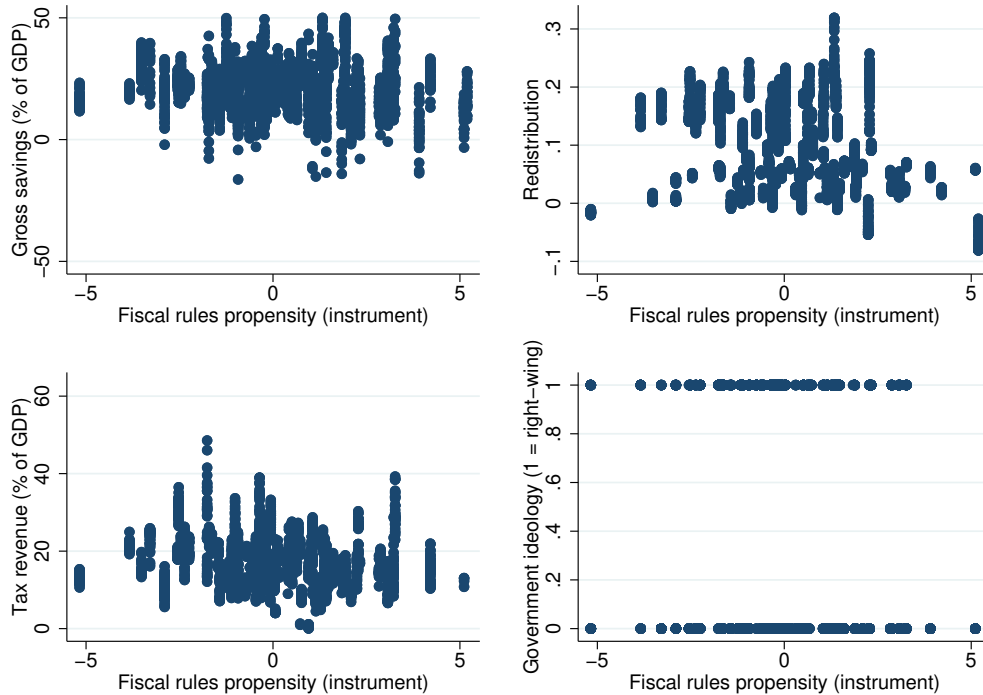 Gross savings (% of GDP)
50
0
−50
−5 0 5
Fiscal rules propensity (instrument)
Redistribution
.3
.2
.1
0
−.1
−5 0 5
Fiscal rules propensity (instrument)
Tax revenue (% of GDP)
60
40
20
0
−5 0 5
Fiscal rules propensity (instrument)
Government ideology (1 = right−wing)
1
.8
.6
.4
.2
0
−5 0 5
Fiscal rules propensity (instrument)